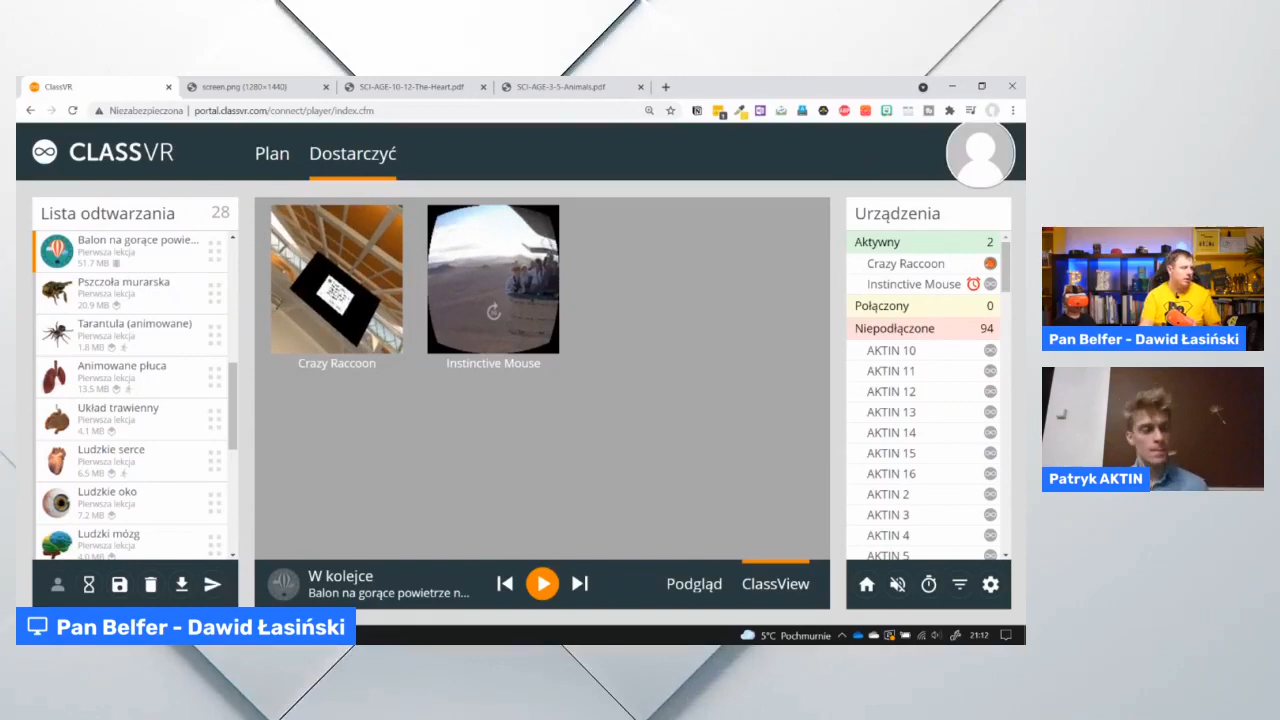 ClassVR
screen.png (1280×1440)
SCI-AGE-10-12-The-Heart.pdf
SCI-AGE-3-5-Animals.pdf
Niezabezpieczona
portal.classvr.com/connect/player/index.cfm
CLASSVR
Plan
Dostarczyć
Lista odtwarzania 28
Balon na gorące powie...
Pierwsza lekcja
51.7 MB
Pszczoła murarska
Pierwsza lekcja
20.9 MB
Tarantula (animowane)
Pierwsza lekcja
1.8 MB
Animowane płuca
Pierwsza lekcja
13.5 MB
Układ trawienny
Pierwsza lekcja
4.1 MB
Ludzkie serce
Pierwsza lekcja
6.5 MB
Ludzkie oko
Pierwsza lekcja
7.2 MB
Ludzki mózg
Pierwsza lekcja
4.0 MB
Crazy Raccoon
Instinctive Mouse
W kolejce
Balon na gorące powietrze n...
Podgląd
ClassView
Urządzenia
Aktywny 2
Crazy Raccoon
Instinctive Mouse
Połączony 0
Niepodłączone 94
AKTIN 10
AKTIN 11
AKTIN 12
AKTIN 13
AKTIN 14
AKTIN 15
AKTIN 16
AKTIN 2
AKTIN 3
AKTIN 4
AKTIN 5
Pan Belfer - Dawid Łasiński
5°C Pochmurnie
21:12
Pan Belfer - Dawid Łasiński
Patryk AKTIN